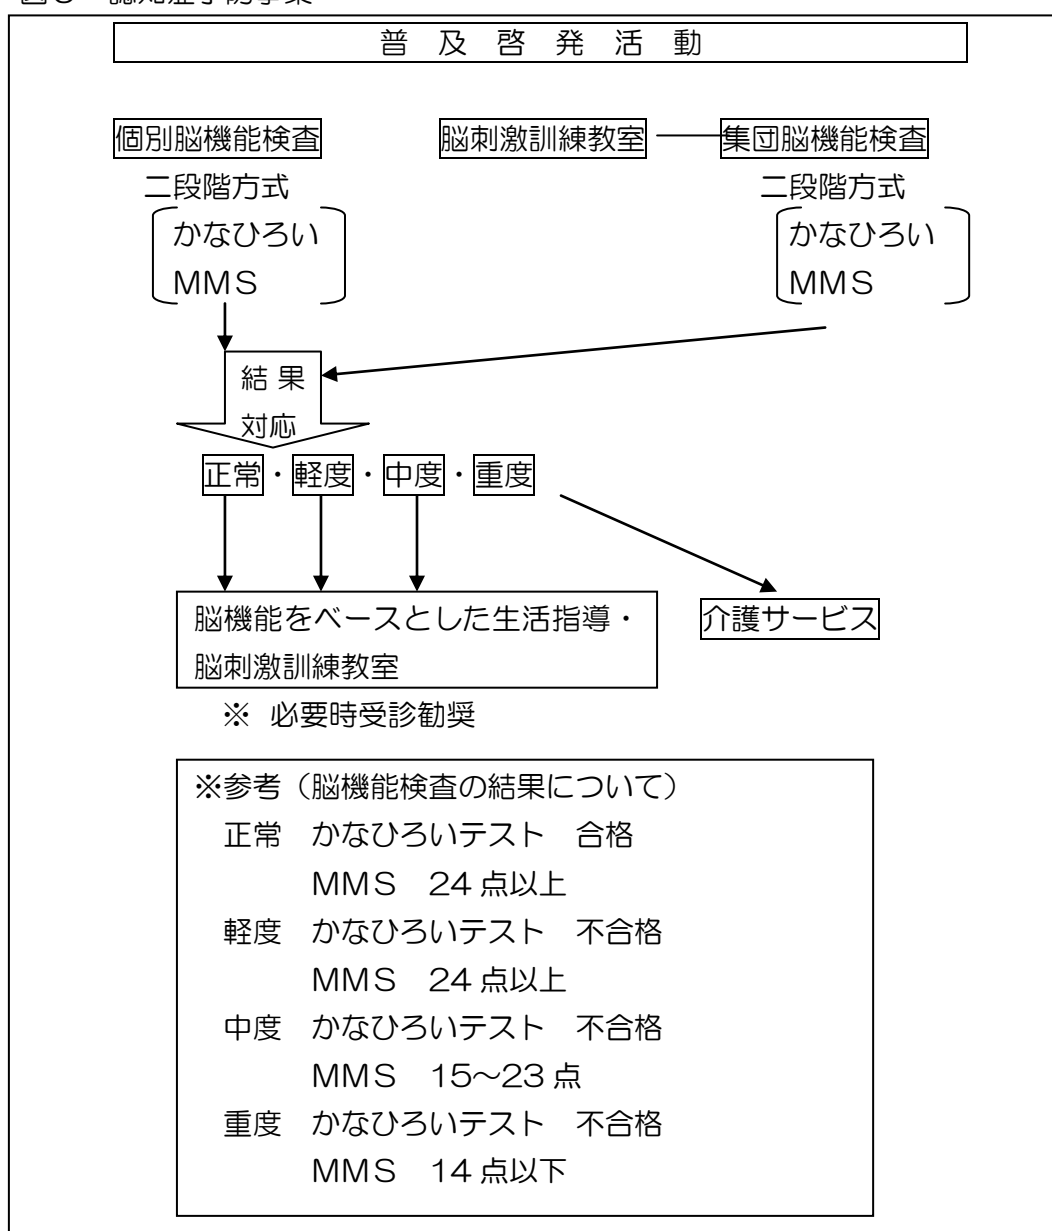 普及啓発活動
個別脳機能検査 脳刺激訓練教室 集団脳機能検査
二段階方式 二段階方式
かなひろい かなひろい
ＭＭＳ ＭＭＳ
結果
対応
正常・軽度・中度・重度
脳機能をベースとした生活指導・
脳刺激訓練教室
介護サービス
※ 必要時受診勧奨
※参考（脳機能検査の結果について）
正常 かなひろいテスト 合格
ＭＭＳ 24点以上
軽度 かなひろいテスト 不合格
ＭＭＳ 24点以上
中度 かなひろいテスト 不合格
ＭＭＳ 15～23点
重度 かなひろいテスト 不合格
ＭＭＳ 14点以下